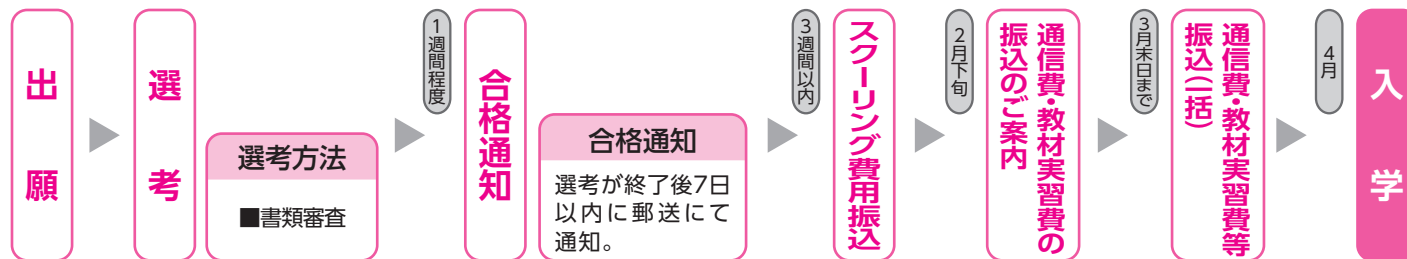 出願
選考
選考方法
■書類審査
1週間程度
合格通知
合格通知
選考が終了後7日
以内に郵送にて
通知。
3週間以内
スクーリング費用振込
2月下旬
通信費・教材実習費の
振込のご案内
3月末日まで
通信費・教材実習費等
振込(一括)
4月
入学